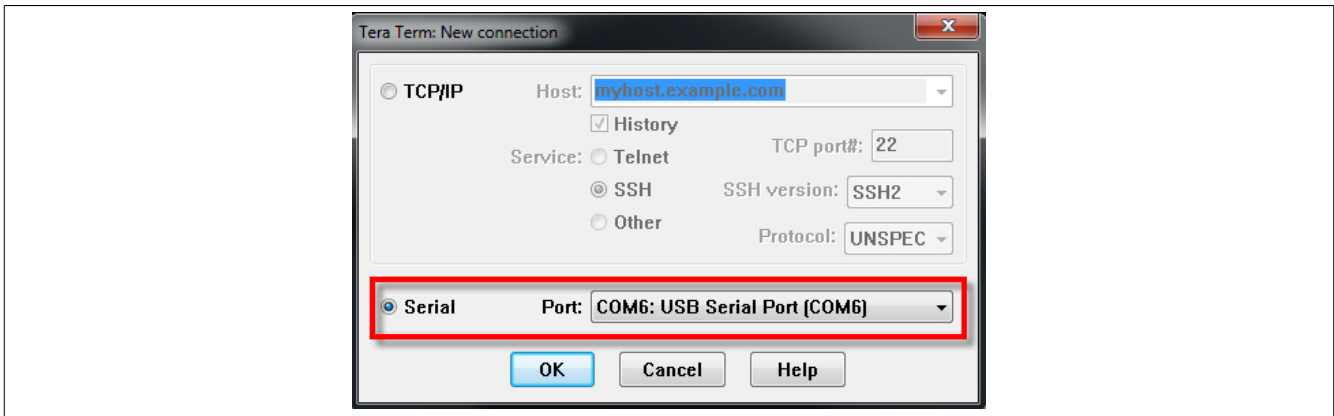 Tera Term: New connection
TCP/IP Host: myhost.example.com
History
Service: Telnet TCP port#: 22
SSH SSH version: SSH2
Other Protocol: UNSPEC
Serial Port: COM6: USB Serial Port (COM6)
OK Cancel Help